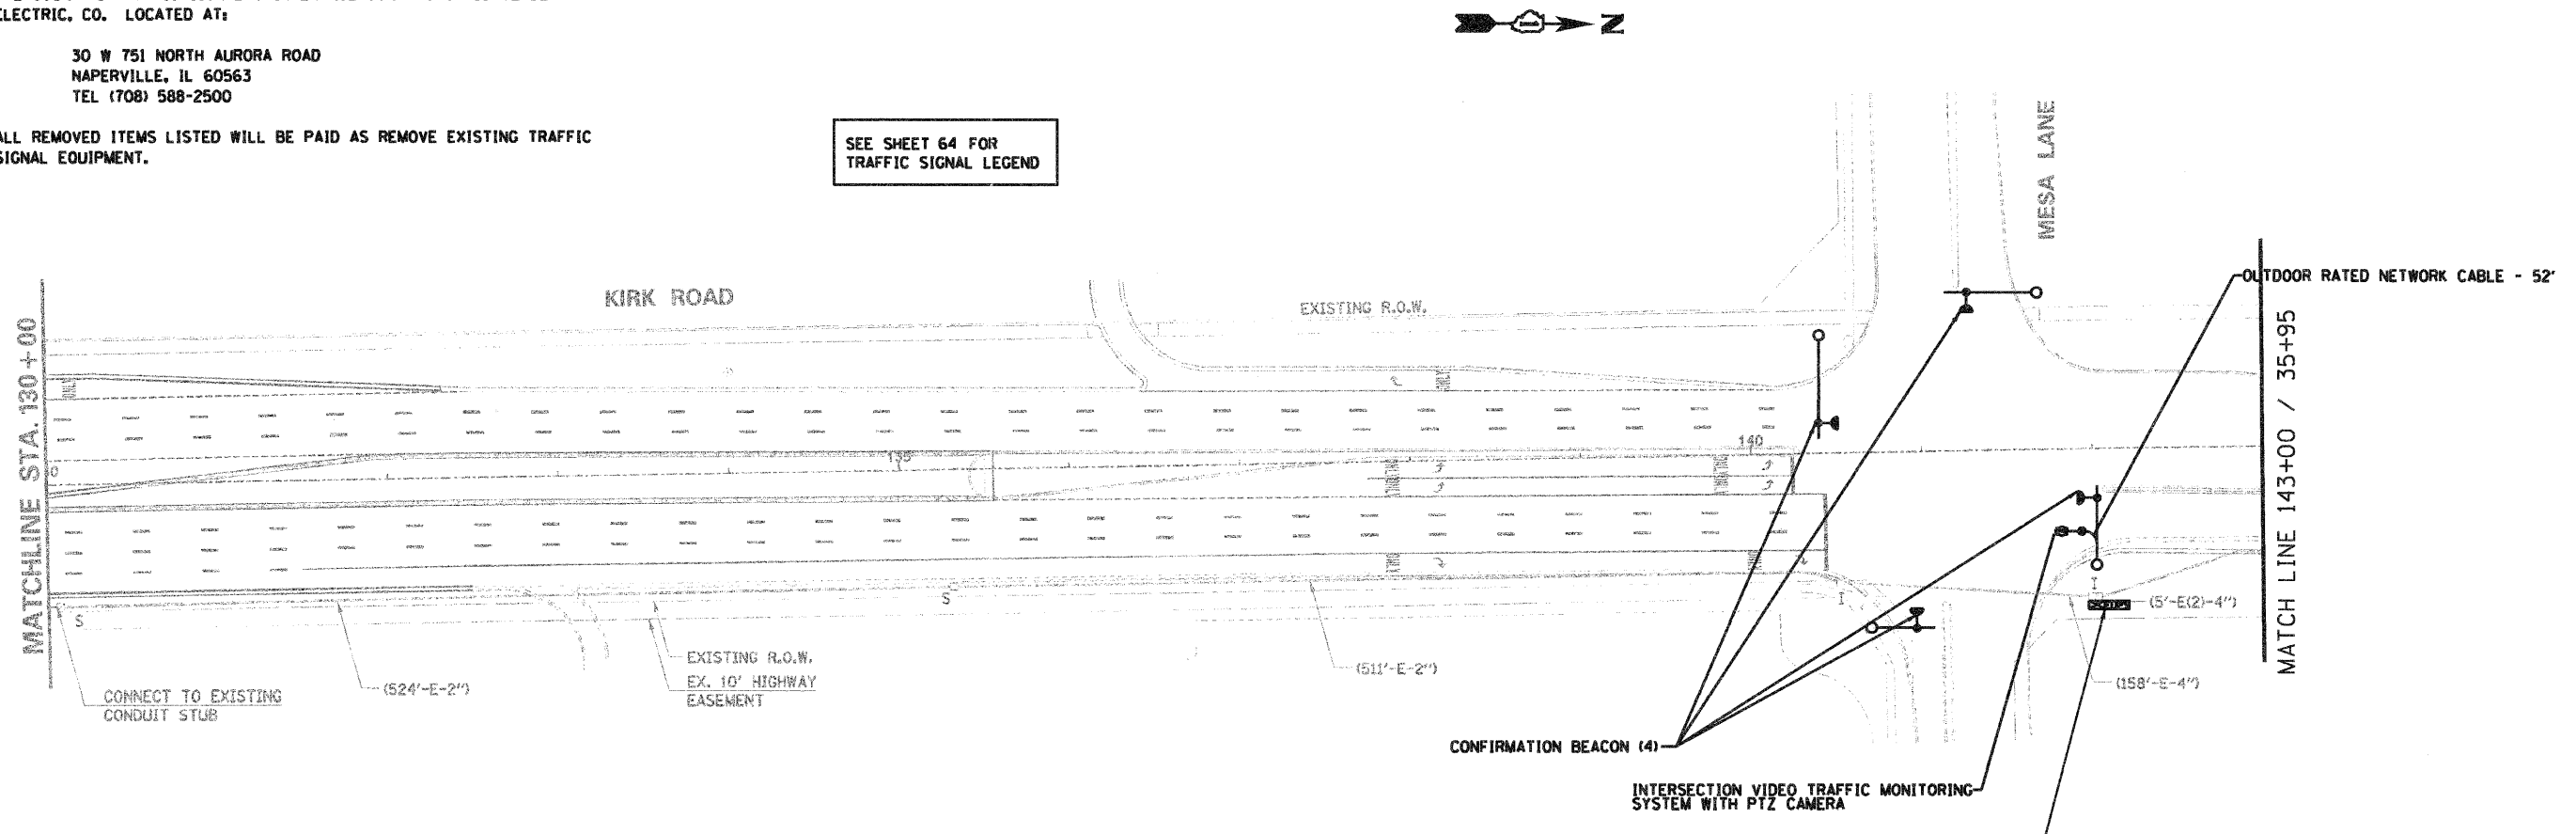 ELECTRIC. CO. LOCATED AT:
30 W 751 NORTH AURORA ROAD
NAPERVILLE, IL 60563
TEL (708) 588-2500
ALL REMOVED ITEMS LISTED WILL BE PAID AS REMOVE EXISTING TRAFFIC
SIGNAL EQUIPMENT.
SEE SHEET 64 FOR
TRAFFIC SIGNAL LEGEND
N
MESA LANE
OUTDOOR RATED NETWORK CABLE - 52'
KIRK ROAD
EXISTING R.O.W.
MATCHLINE STA. 130+00
MATCH LINE 143+00 / 35+95
ONLY
140
135
S
S
I
I
(5'-E(2)-4")
EXISTING R.O.W.
EX. 10' HIGHWAY
EASEMENT
(524'-E-2")
(511'-E-2")
(158'-E-4")
CONNECT TO EXISTING
CONDUIT STUB
CONFIRMATION BEACON (4)
INTERSECTION VIDEO TRAFFIC MONITORING
SYSTEM WITH PTZ CAMERA